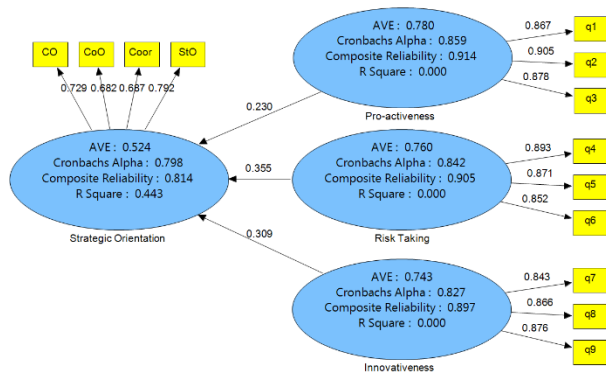 CO
CoO
Coor
StO
0.729
0.682
0.687
0.792
AVE : 0.524
Cronbachs Alpha : 0.798
Composite Reliability : 0.814
R Square : 0.443
Strategic Orientation
0.230
0.355
0.309
AVE : 0.780
Cronbachs Alpha : 0.859
Composite Reliability : 0.914
R Square : 0.000
Pro-activeness
0.867
0.905
0.878
q1
q2
q3
AVE : 0.760
Cronbachs Alpha : 0.842
Composite Reliability : 0.905
R Square : 0.000
Risk Taking
0.893
0.871
0.852
q4
q5
q6
AVE : 0.743
Cronbachs Alpha : 0.827
Composite Reliability : 0.897
R Square : 0.000
Innovativeness
0.843
0.866
0.876
q7
q8
q9